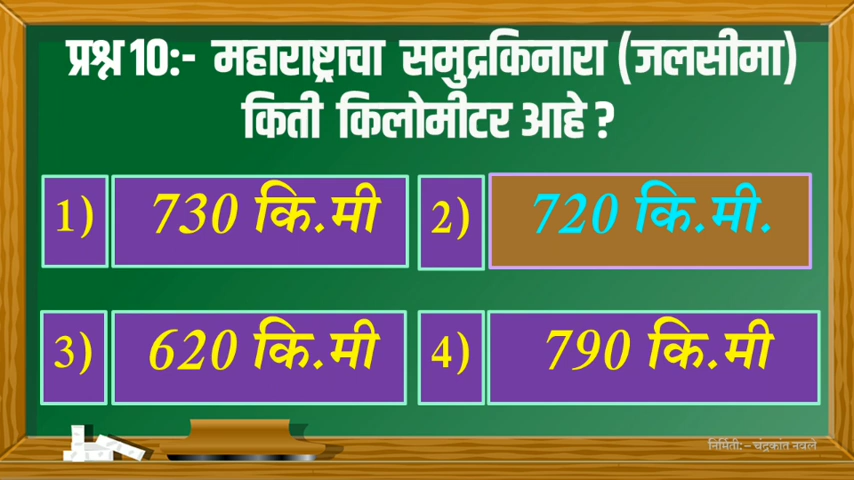 प्रश्न 10:- महाराष्ट्राचा समुद्रकिनारा (जलसीमा)
किती किलोमीटर आहे ?
1) 730 कि.मी 2) 720 कि.मी.
3) 620 कि.मी 4) 790 कि.मी
निर्मिती:- चंद्रकांत नवले